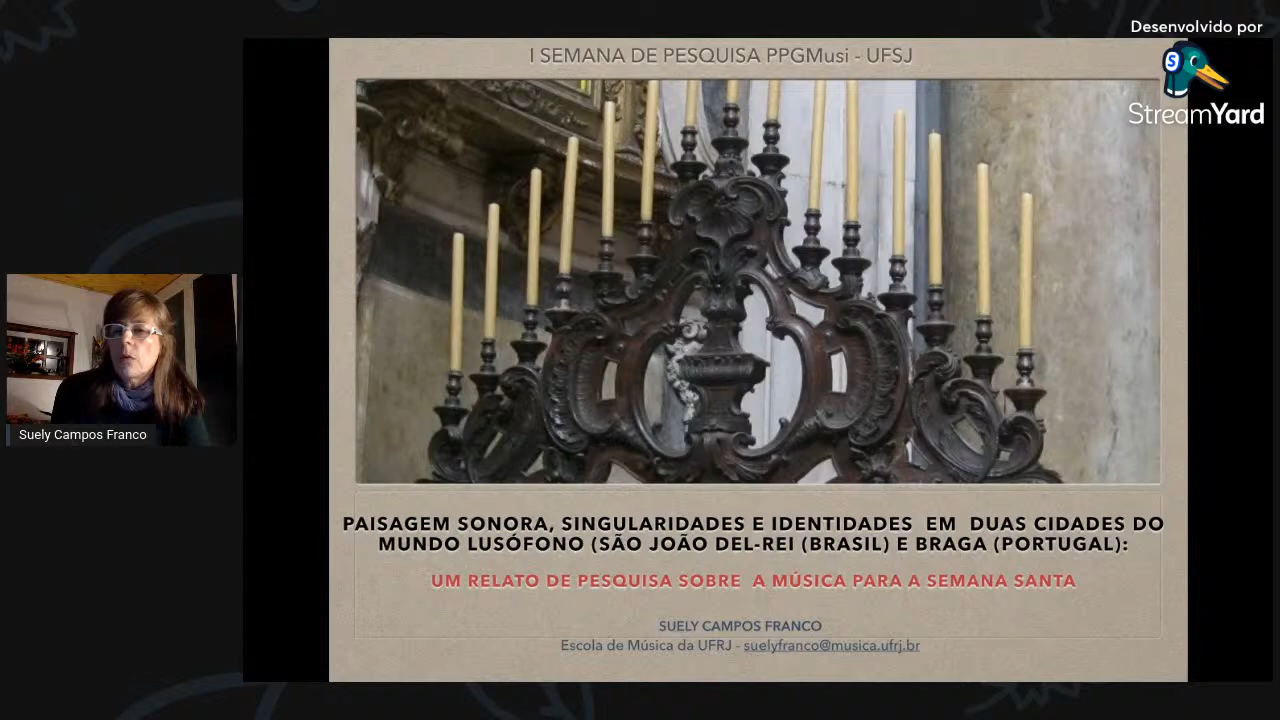 Desenvolvido por
S
StreamYard
I SEMANA DE PESQUISA PPGMusi - UFSJ
Suely Campos Franco
PAISAGEM SONORA, SINGULARIDADES E IDENTIDADES EM DUAS CIDADES DO
MUNDO LUSÓFONO (SÃO JOÃO DEL-REI (BRASIL) E BRAGA (PORTUGAL):
UM RELATO DE PESQUISA SOBRE A MÚSICA PARA A SEMANA SANTA
SUELY CAMPOS FRANCO
Escola de Música da UFRJ - suelyfranco@musica.ufrj.br